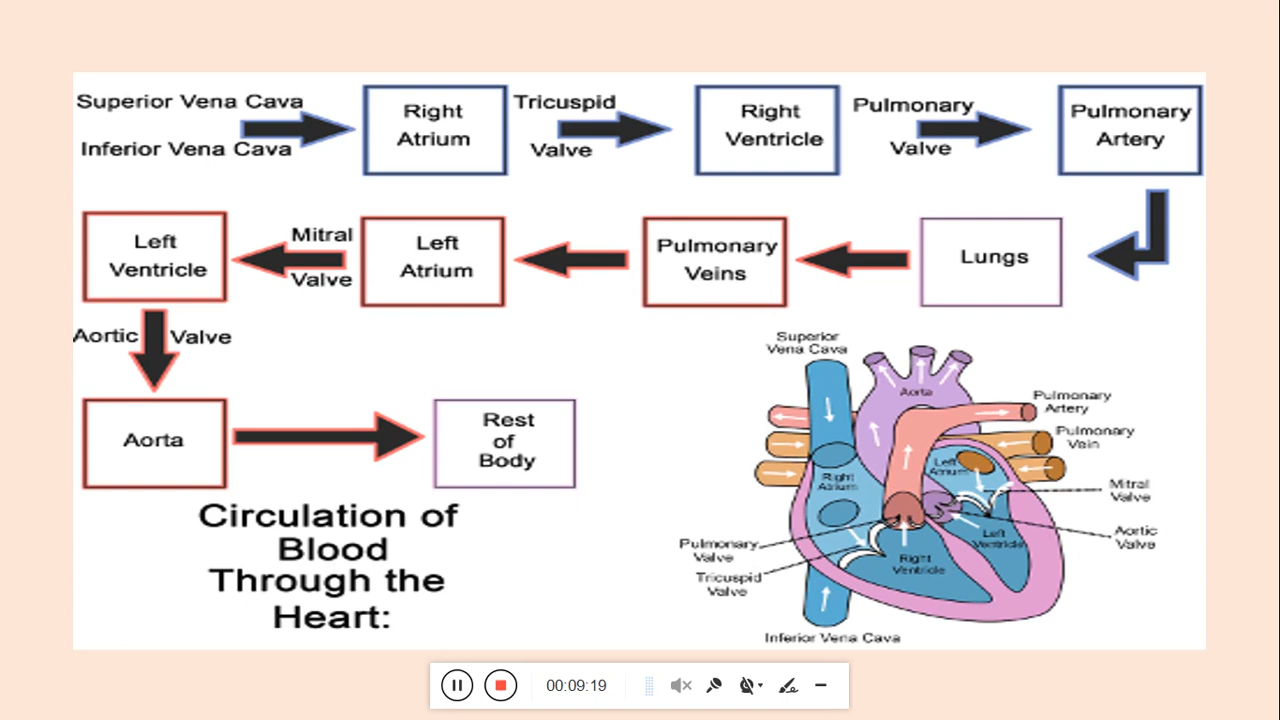 Superior Vena Cava
Inferior Vena Cava
Right
Atrium
Tricuspid
Valve
Right
Ventricle
Pulmonary
Valve
Pulmonary
Artery
Left
Ventricle
Mitral
Valve
Left
Atrium
Pulmonary
Veins
Lungs
Aortic Valve
Aorta
Rest
of
Body
Circulation of
Blood
Through the
Heart:
Superior
Vena Cava
Aorta
Pulmonary
Artery
Pulmonary
Vein
Left
Atrium
Right
Atrium
Mitral
Valve
Aortic
Valve
Left
Ventricle
Pulmonary
Valve
Right
Ventricle
Tricuspid
Valve
Inferior Vena Cava
00:09:19